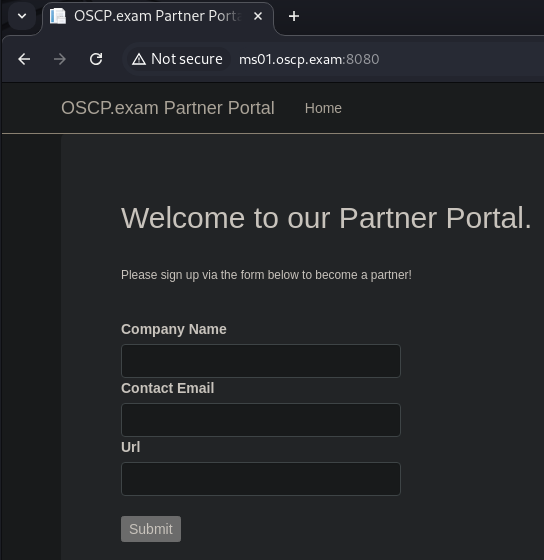 OSCP.exam Partner Port
Not secure ms01.oscp.exam:8080
OSCP.exam Partner Portal Home
Welcome to our Partner Portal.
Please sign up via the form below to become a partner!
Company Name
Contact Email
Url
Submit